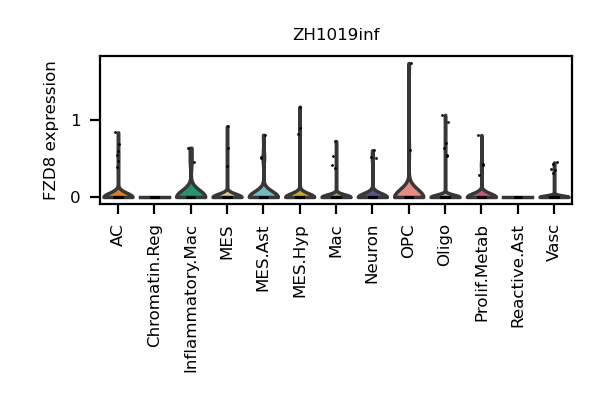 ZH1019inf
FZD8 expression
1
0
AC
Chromatin.Reg
Inflammatory.Mac
MES
MES.Ast
MES.Hyp
Mac
Neuron
OPC
Oligo
Prolif.Metab
Reactive.Ast
Vasc